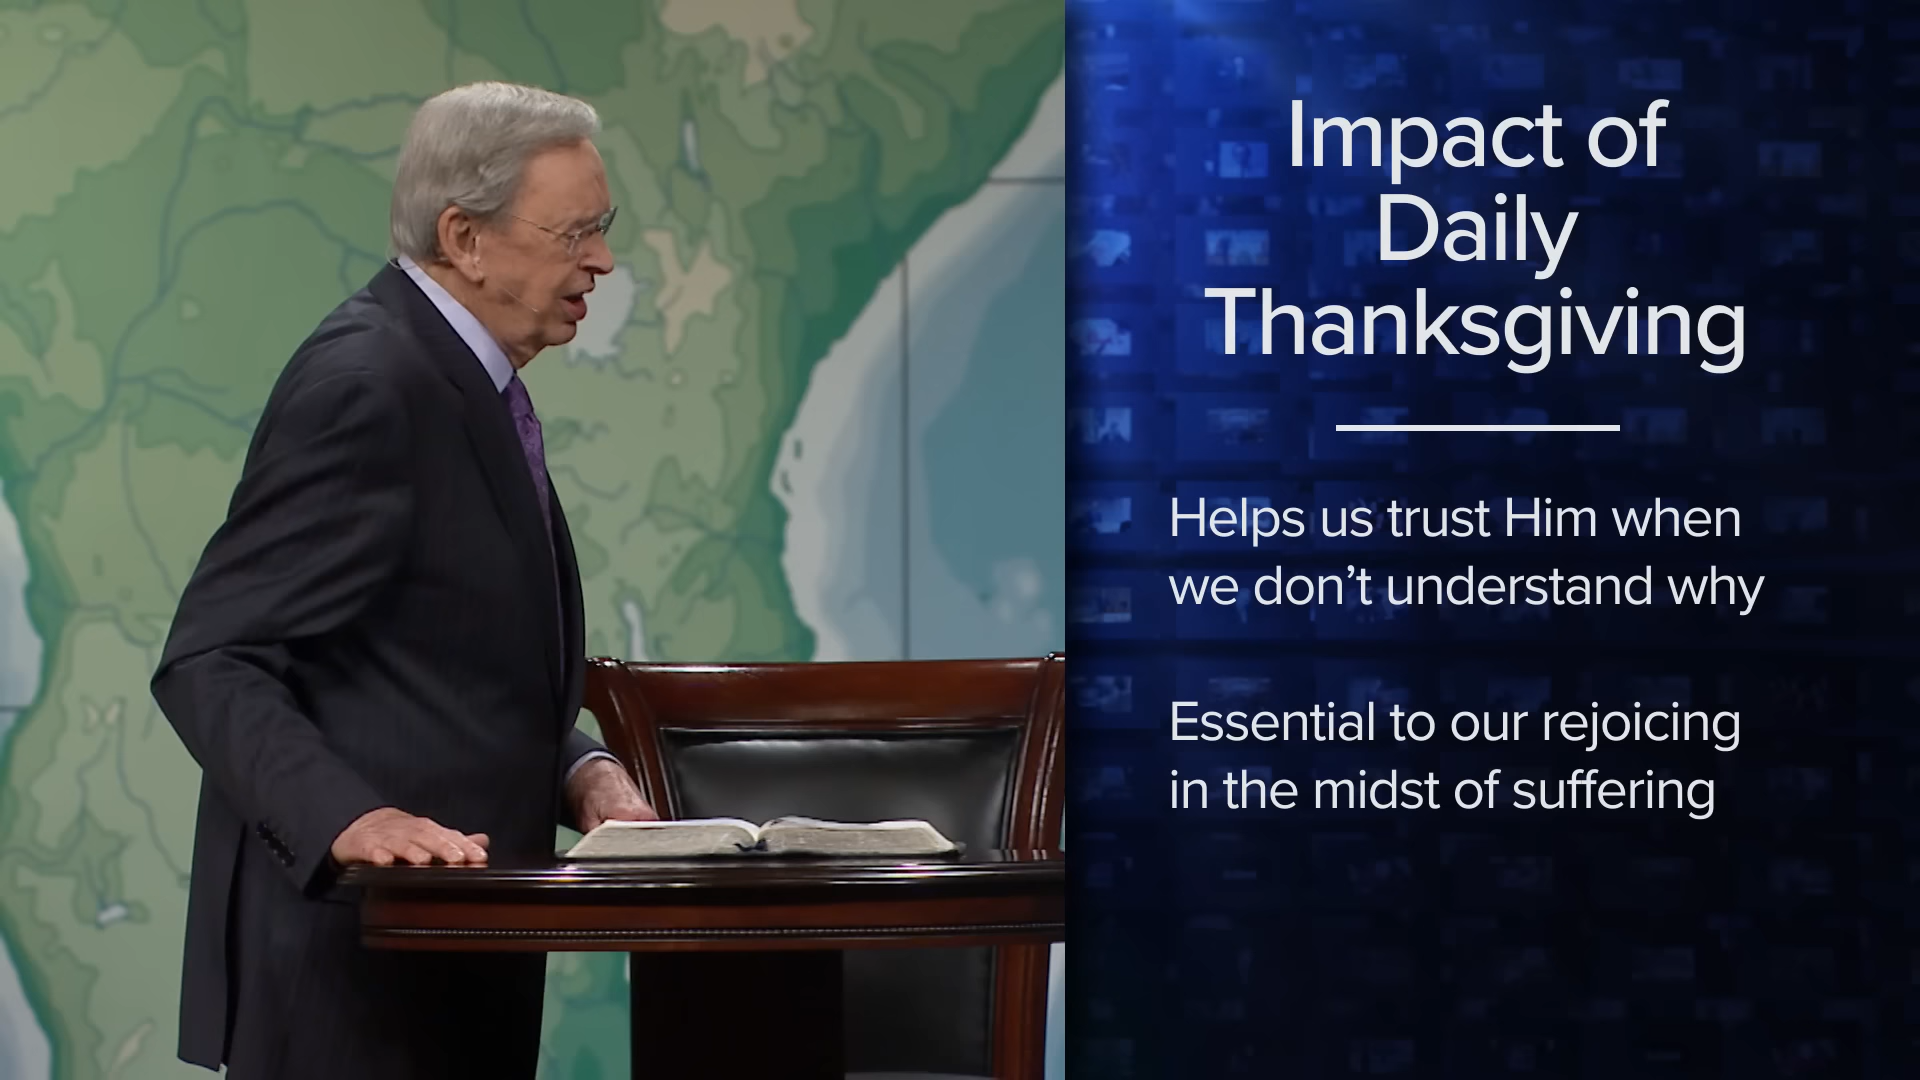 Impact of
Daily
Thanksgiving
Helps us trust Him when
we don’t understand why
Essential to our rejoicing
in the midst of suffering